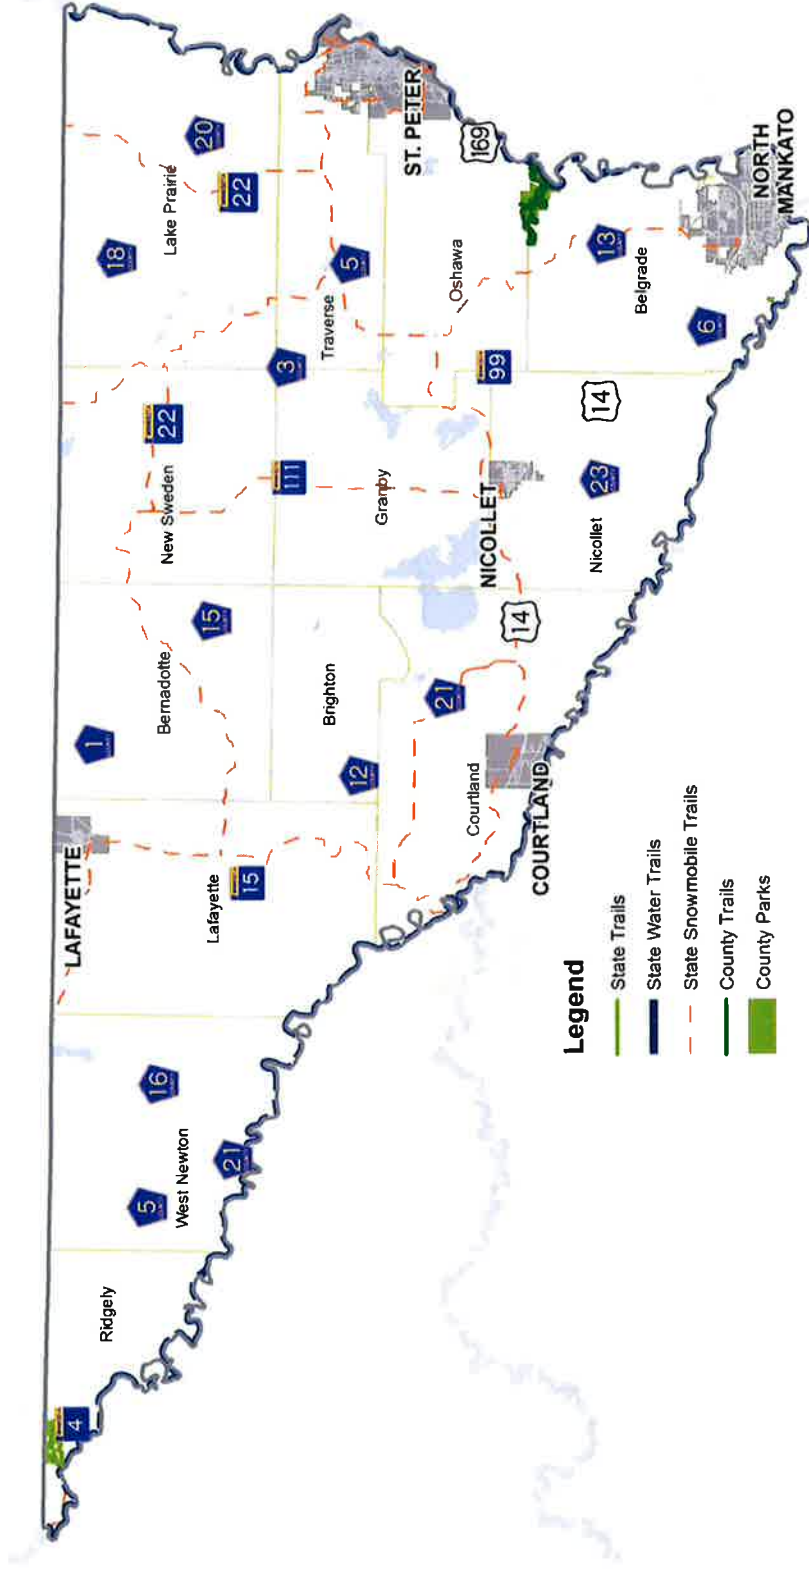 LAFAYETTE
ST. PETER
NORTH
MANKATO
NICOLLET
COURTLAND
Ridgely
West Newton
Lafayette
Bernadotte
New Sweden
Lake Prairie
Brighton
Granby
Traverse
Oshawa
Courtland
Nicollet
Belgrade
4
5
16
21
15
1
15
22
18
22
20
12
111
3
5
21
14
99
169
23
14
13
6
Legend
State Trails
State Water Trails
State Snowmobile Trails
County Trails
County Parks